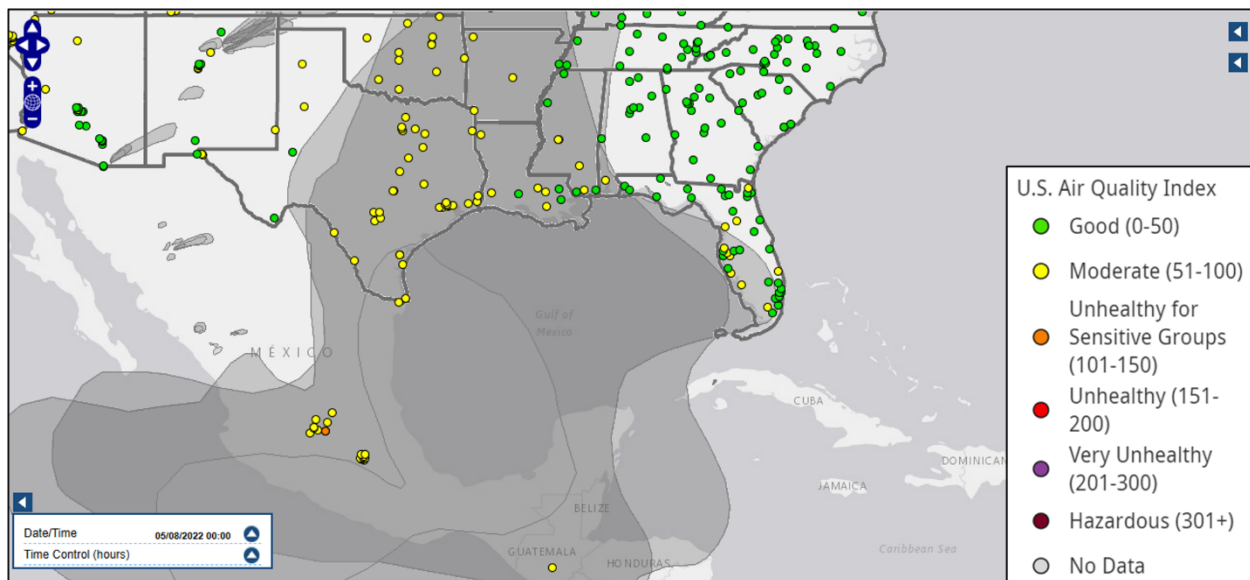 Gulf of
Mexico
MÉXICO
CUBA
DOMINICAN
JAMAICA
BELIZE
GUATEMALA
HONDURAS
Caribbean Sea
Date/Time 05/08/2022 00:00
Time Control (hours)
U.S. Air Quality Index
Good (0-50)
Moderate (51-100)
Unhealthy for
Sensitive Groups
(101-150)
Unhealthy (151-
200)
Very Unhealthy
(201-300)
Hazardous (301+)
No Data